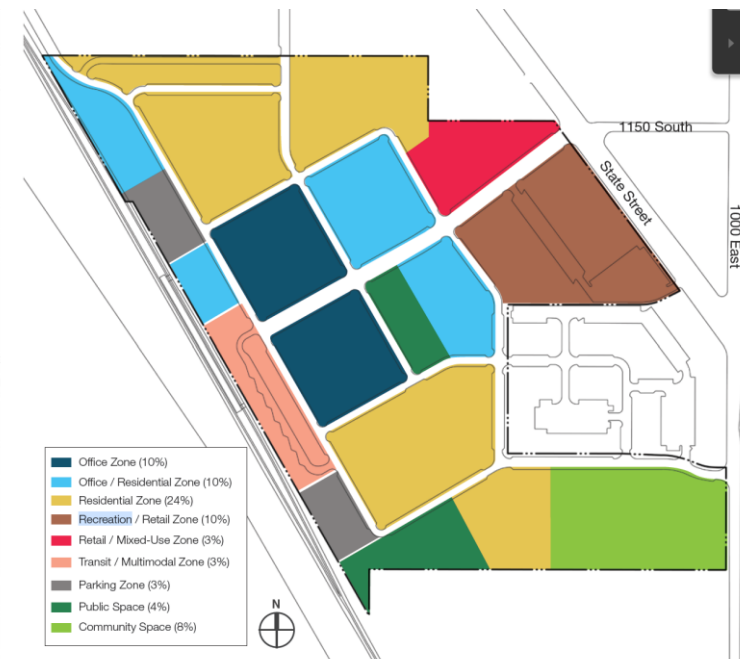 1150 South
State Street
1000 East
Office Zone (10%)
Office / Residential Zone (10%)
Residential Zone (24%)
Recreation / Retail Zone (10%)
Retail / Mixed-Use Zone (3%)
Transit / Multimodal Zone (3%)
Parking Zone (3%)
Public Space (4%)
Community Space (8%)
N